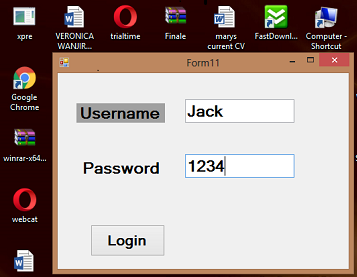 xpre
VERONICA
WANJIR...
trialtime
Finale
marys
current CV
FastDownl...
Computer -
Shortcut
Google
Chrome
winrar-x64...
webcat
Form11
Username
Jack
Password
1234
Login